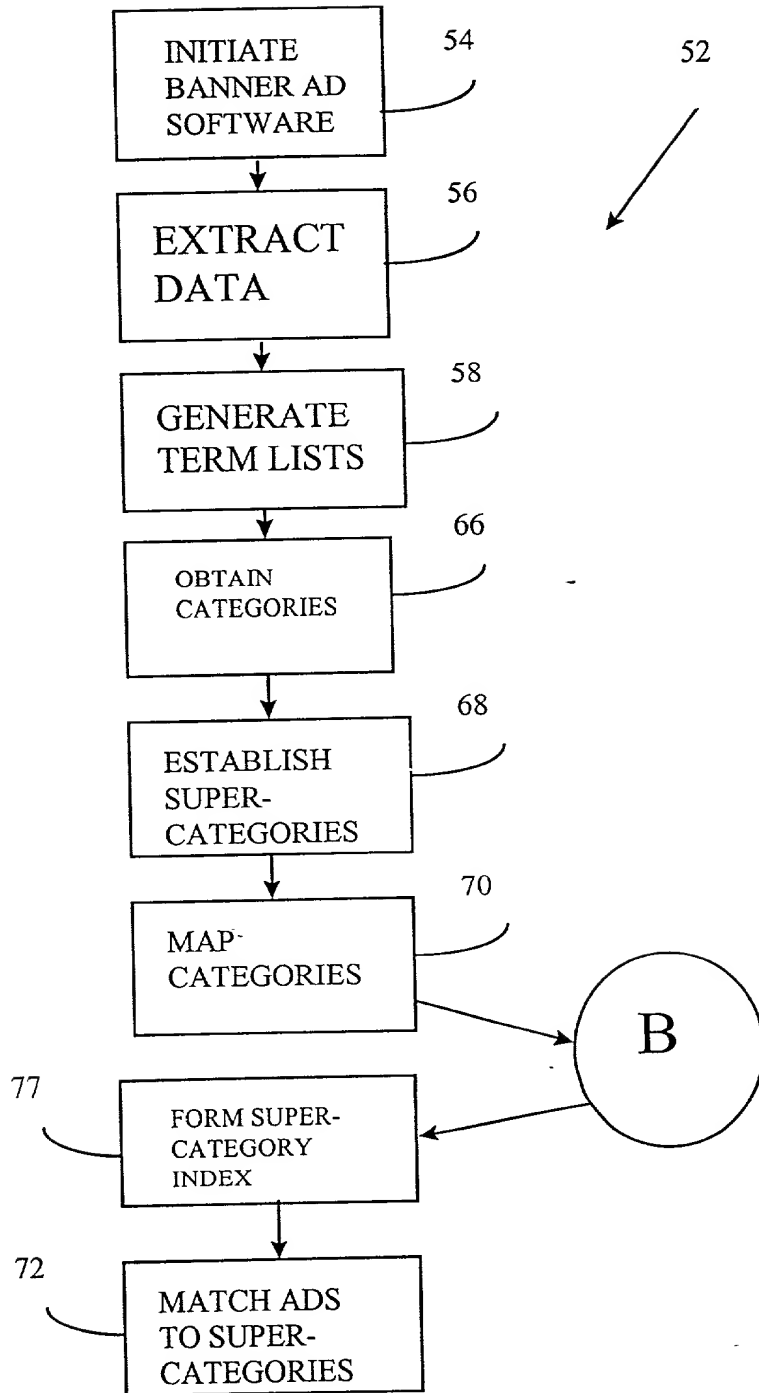 INITIATE
BANNER AD
SOFTWARE
54
52
EXTRACT
DATA
56
GENERATE
TERM LISTS
58
OBTAIN
CATEGORIES
66
ESTABLISH
SUPER-
CATEGORIES
68
MAP
CATEGORIES
70
B
77
FORM SUPER-
CATEGORY
INDEX
72
MATCH ADS
TO SUPER-
CATEGORIES